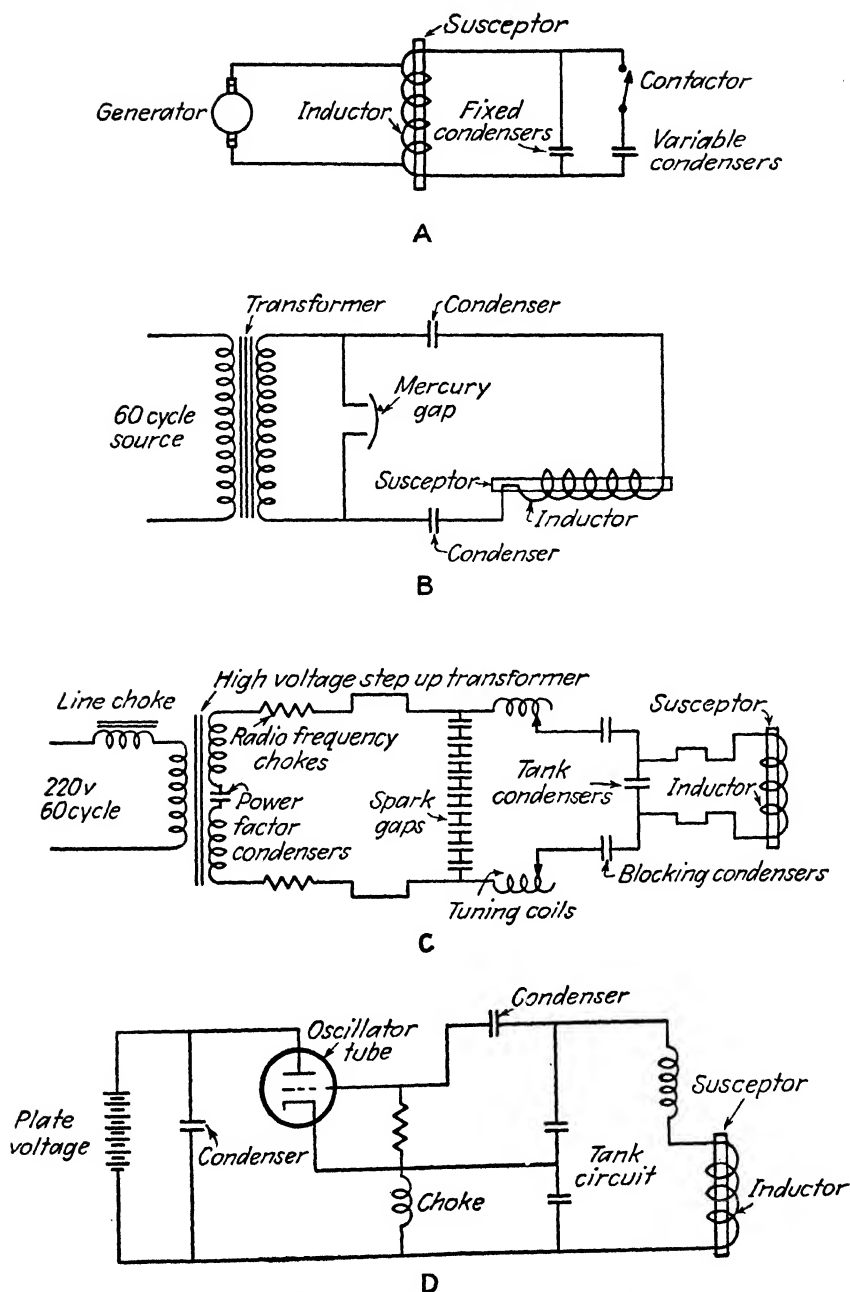 Susceptor
Generator
Inductor
Fixed
condensers
Contactor
Variable
condensers
A
Transformer
Condenser
60 cycle
source
Mercury
gap
Susceptor
Inductor
Condenser
B
High voltage step up transformer
Line choke
220v
60 cycle
Radio frequency
chokes
Power
factor
condensers
Spark
gaps
Tank
condensers
Susceptor
Inductor
Blocking condensers
Tuning coils
C
Condenser
Oscillator
tube
Plate
voltage
Condenser
Choke
Tank
circuit
Susceptor
Inductor
D